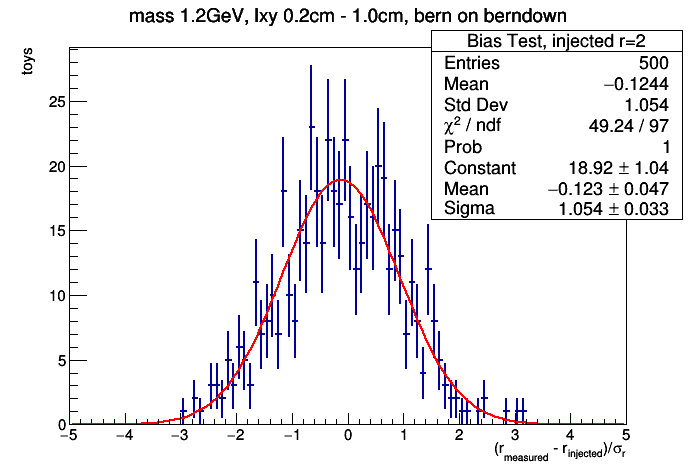 mass 1.2GeV, lxy 0.2cm - 1.0cm, bern on berndown
Bias Test, injected r=2
Entries 500
Mean −0.1244
Std Dev 1.054
χ² / ndf 49.24 / 97
Prob 1
Constant 18.92 ± 1.04
Mean −0.123 ± 0.047
Sigma 1.054 ± 0.033
toys
25
20
15
10
5
0
−5 −4 −3 −2 −1 0 1 2 3 4 5
(r_measured - r_injected)/σ_r